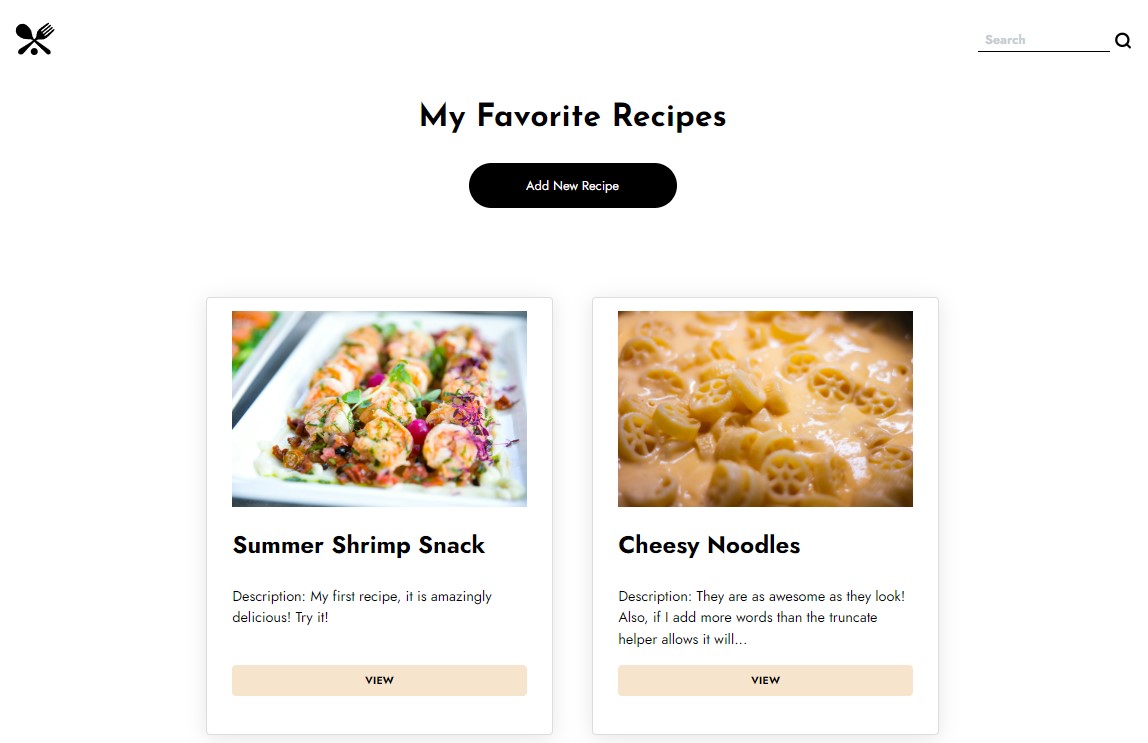 Search
My Favorite Recipes
Add New Recipe
Summer Shrimp Snack
Description: My first recipe, it is amazingly
delicious! Try it!
VIEW
Cheesy Noodles
Description: They are as awesome as they look!
Also, if I add more words than the truncate
helper allows it will...
VIEW